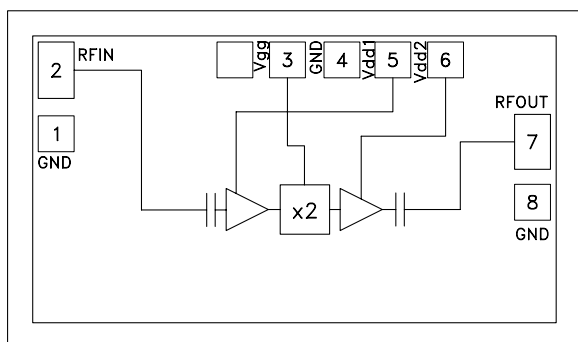 2 RFIN
Vgg 3 GND 4 Vdd1 5 Vdd2 6
RFOUT
7
1
GND
x2
8
GND